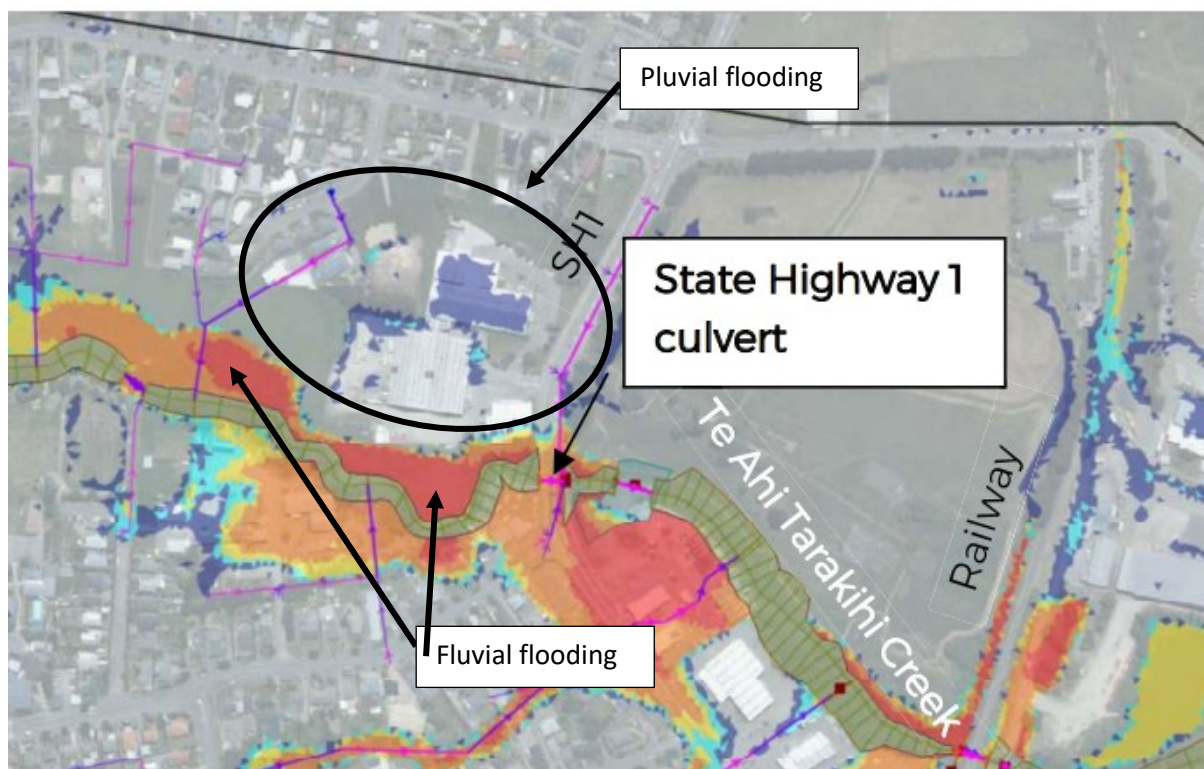 Pluvial flooding
SH1
State Highway 1
culvert
Te Ahi Tarakihi Creek
Railway
Fluvial flooding